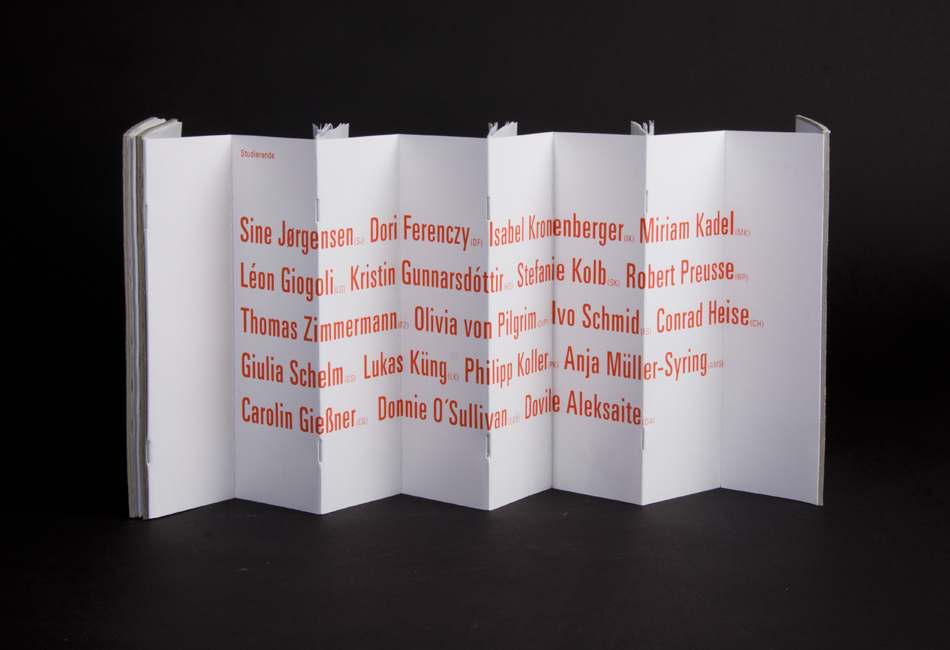 Studierende
Sine Jørgensen (SJ) Dori Ferenczy (DF) Isabel Kronenberger (IK) Miriam Kadel (MK)
Léon Giogoli (LG) Kristin Gunnarsdóttir (KG) Stefanie Kolb (SK) Robert Preusse (RP)
Thomas Zimmermann (TZ) Olivia von Pilgrim (OVP) Ivo Schmid (IS) Conrad Heise (CH)
Giulia Schelm (GS) Lukas Küng (LK) Philipp Koller (PK) Anja Müller-Syring (AMS)
Carolin Gießner (CG) Donnie O´Sullivan (DOS) Dovile Aleksaite (DA)